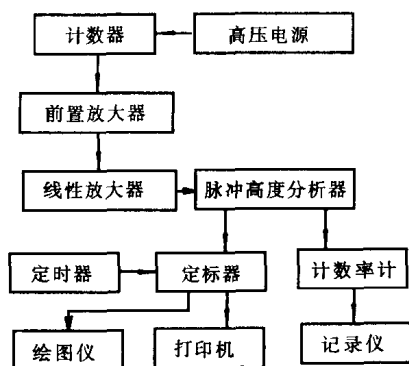 计数器
高压电源
前置放大器
线性放大器
脉冲高度分析器
定时器
定标器
计数率计
绘图仪
打印机
记录仪